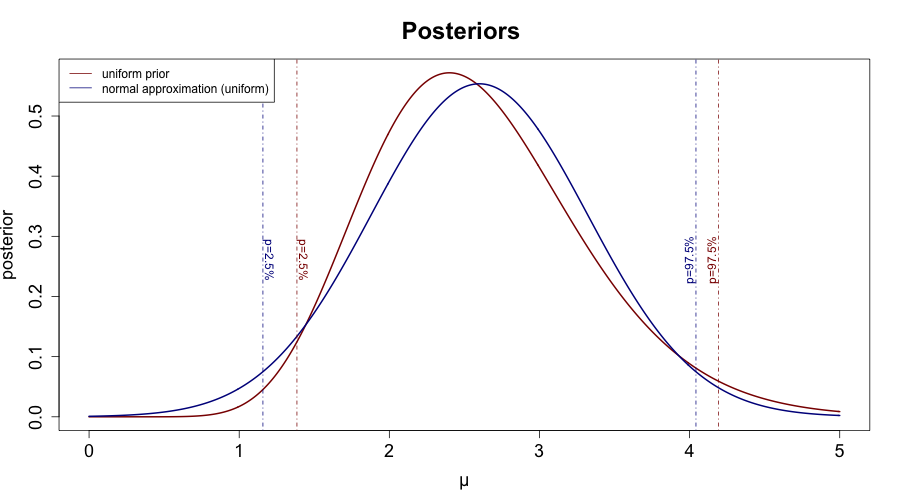 Posteriors
uniform prior
normal approximation (uniform)
posterior
0.0
0.1
0.2
0.3
0.4
0.5
p=2.5%
p=2.5%
p=97.5%
p=97.5%
0
1
2
3
4
5
μ